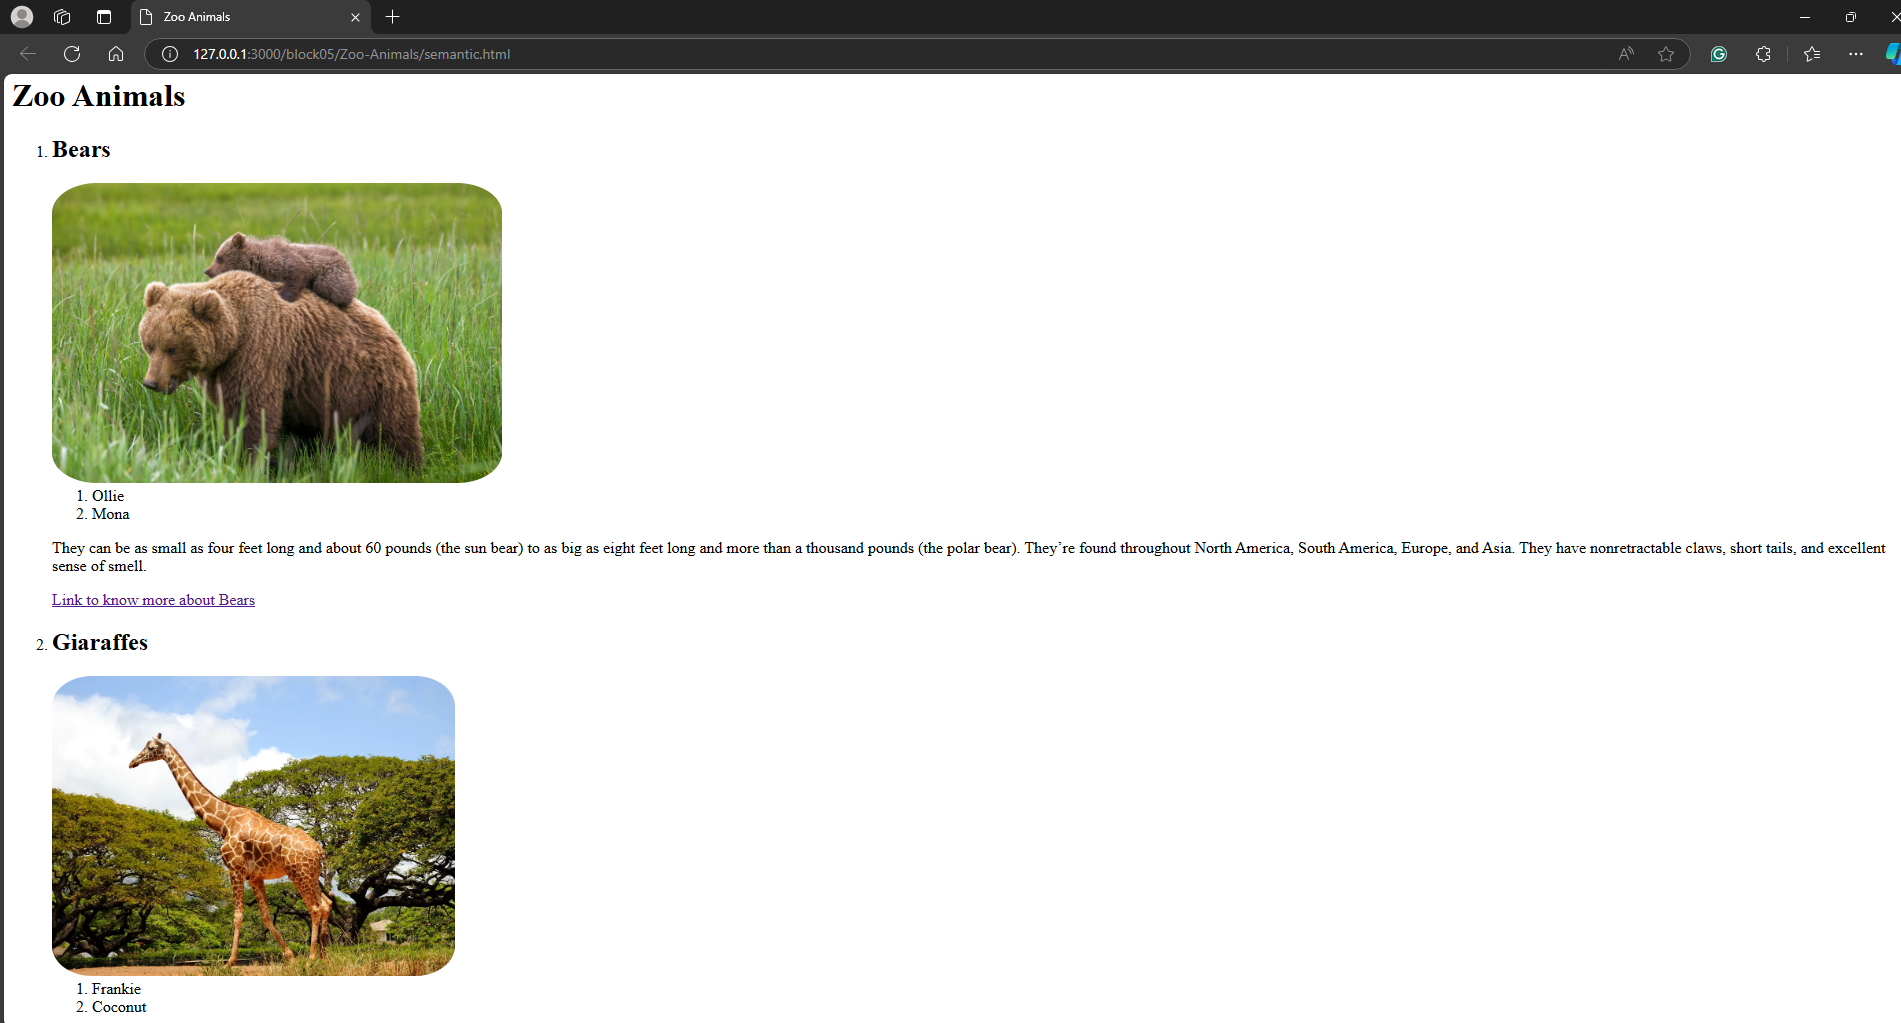 Zoo Animals
127.0.0.1:3000/block05/Zoo-Animals/semantic.html
Zoo Animals
1. Bears
1. Ollie
2. Mona
They can be as small as four feet long and about 60 pounds (the sun bear) to as big as eight feet long and more than a thousand pounds (the polar bear). They’re found throughout North America, South America, Europe, and Asia. They have nonretractable claws, short tails, and excellent
sense of smell.
Link to know more about Bears
2. Giaraffes
1. Frankie
2. Coconut